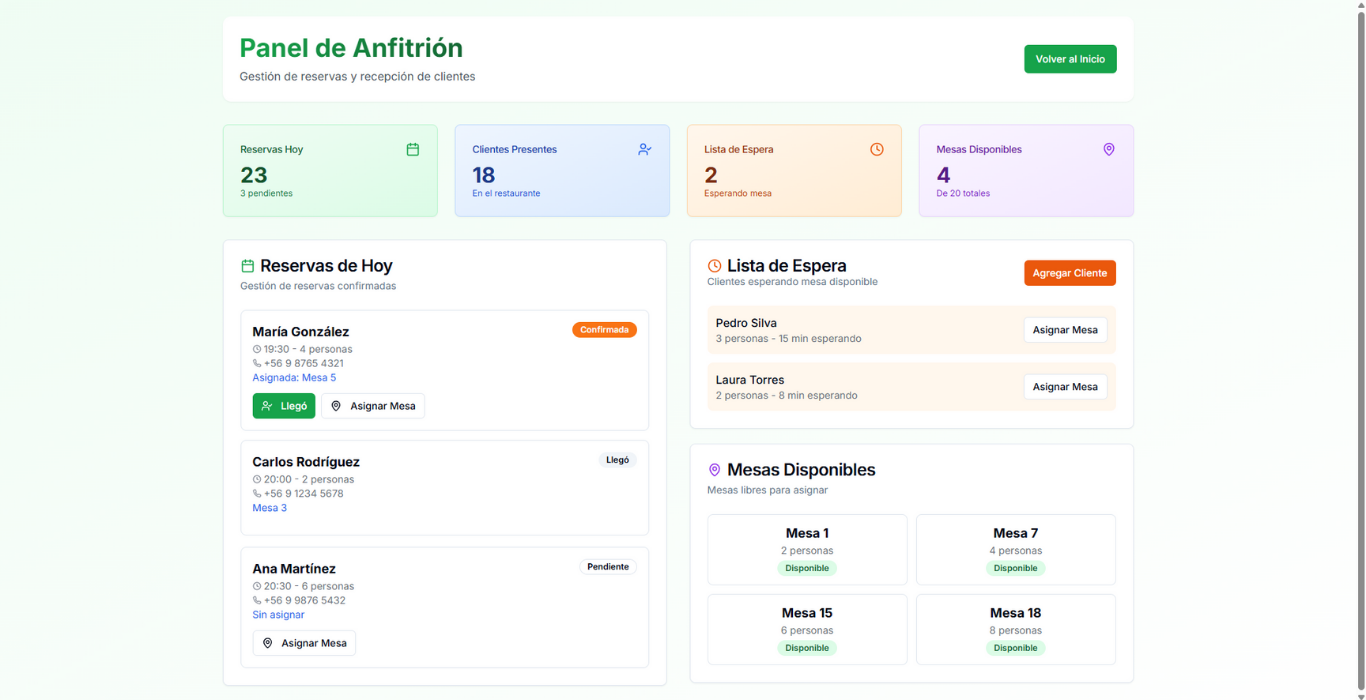 Panel de Anfitrión
Gestión de reservas y recepción de clientes
Volver al Inicio
Reservas Hoy
23
3 pendientes
Clientes Presentes
18
En el restaurante
Lista de Espera
2
Esperando mesa
Mesas Disponibles
4
De 20 totales
Reservas de Hoy
Gestión de reservas confirmadas
María González
Confirmada
19:30 - 4 personas
+56 9 8765 4321
Asignada: Mesa 5
Llegó
Asignar Mesa
Carlos Rodríguez
Llegó
20:00 - 2 personas
+56 9 1234 5678
Mesa 3
Ana Martínez
Pendiente
20:30 - 6 personas
+56 9 9876 5432
Sin asignar
Asignar Mesa
Lista de Espera
Clientes esperando mesa disponible
Agregar Cliente
Pedro Silva
3 personas - 15 min esperando
Asignar Mesa
Laura Torres
2 personas - 8 min esperando
Asignar Mesa
Mesas Disponibles
Mesas libres para asignar
Mesa 1
2 personas
Disponible
Mesa 7
4 personas
Disponible
Mesa 15
6 personas
Disponible
Mesa 18
8 personas
Disponible